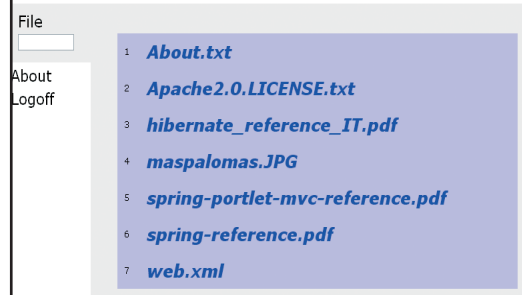 File
About
Logoff
1 About.txt
2 Apache2.0.LICENSE.txt
3 hibernate_reference_IT.pdf
4 maspalomas.JPG
5 spring-portlet-mvc-reference.pdf
6 spring-reference.pdf
7 web.xml